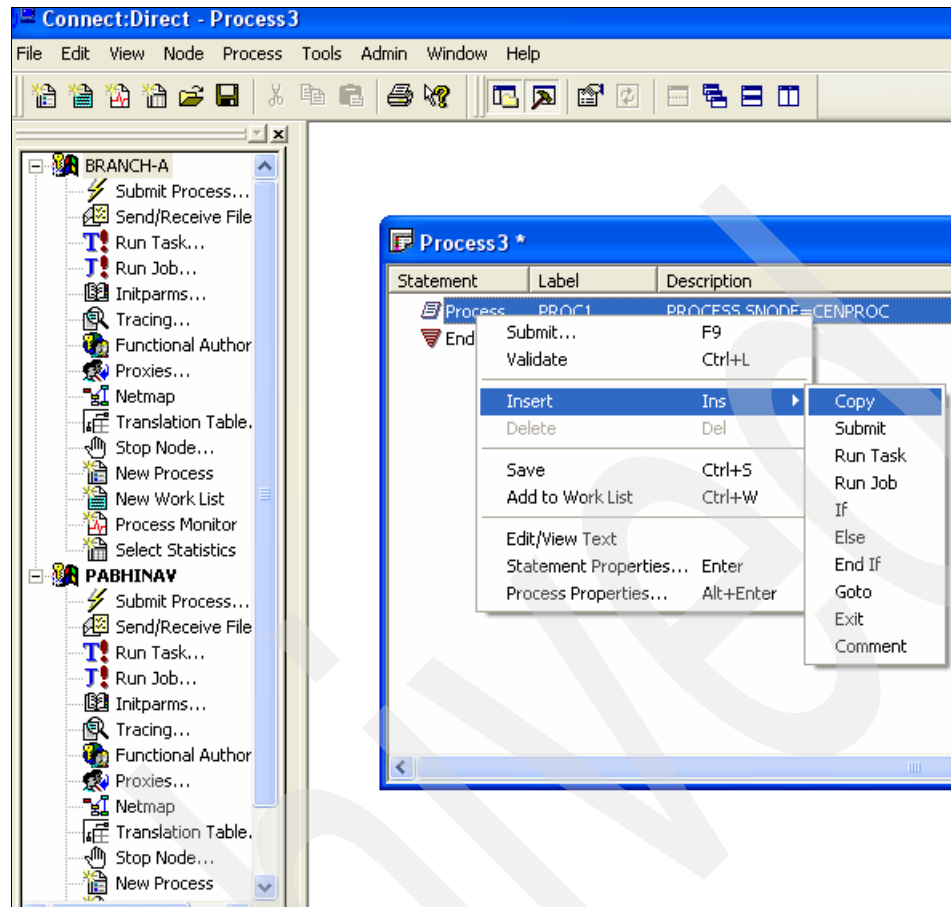 Connect:Direct - Process3
File Edit View Node Process Tools Admin Window Help
BRANCH-A
Submit Process...
Send/Receive File
Run Task...
Run Job...
Initparms...
Tracing...
Functional Author
Proxies...
Netmap
Translation Table.
Stop Node...
New Process
New Work List
Process Monitor
Select Statistics
PABHINAV
Submit Process...
Send/Receive File
Run Task...
Run Job...
Initparms...
Tracing...
Functional Author
Proxies...
Netmap
Translation Table.
Stop Node...
New Process
Process3 *
Statement Label Description
Process PROC1 PROCESS SNODE=CENPROC
End
Submit... F9
Validate Ctrl+L
Insert Ins
Delete Del
Save Ctrl+S
Add to Work List Ctrl+W
Edit/View Text
Statement Properties... Enter
Process Properties... Alt+Enter
Copy
Submit
Run Task
Run Job
If
Else
End If
Goto
Exit
Comment